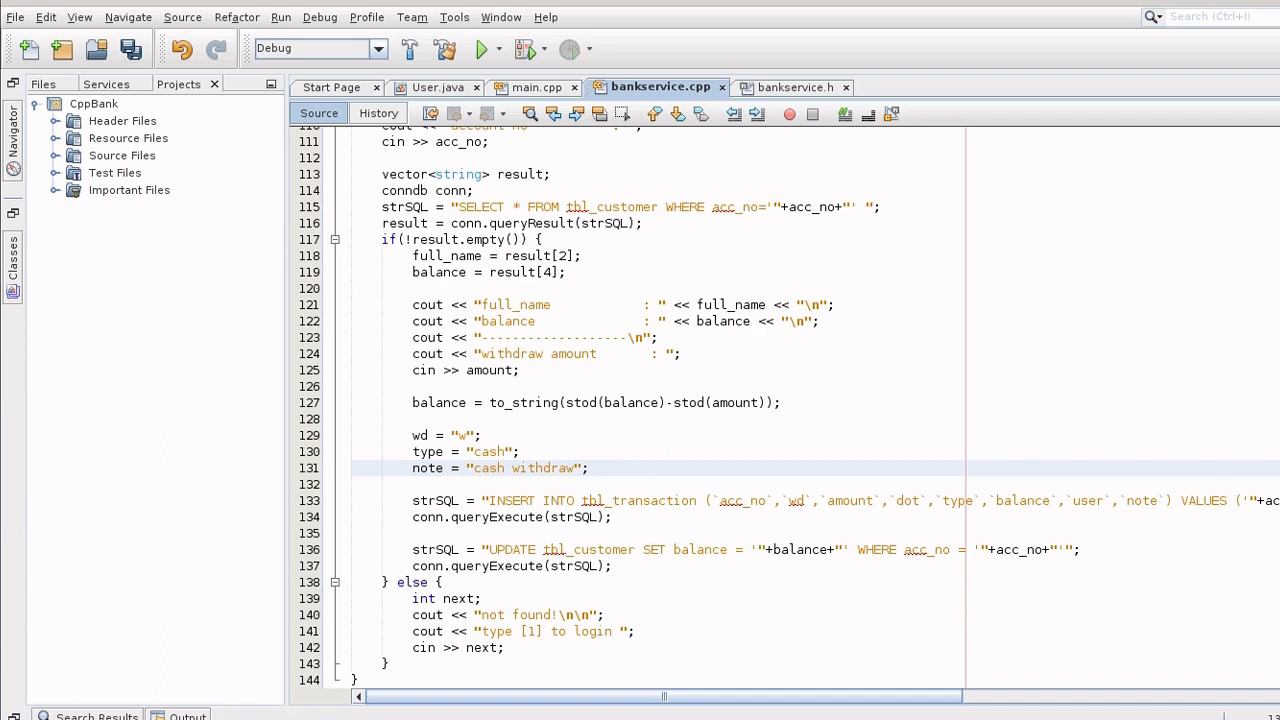 File Edit View Navigate Source Refactor Run Debug Profile Team Tools Window Help Search (Ctrl+I)
Debug
Files Services Projects
Start Page User.java main.cpp bankservice.cpp bankservice.h
Source History
Navigator
Classes
CppBank
Header Files
Resource Files
Source Files
Test Files
Important Files
110 cout << "account no : ";
111 cin >> acc_no;
112
113 vector<string> result;
114 conndb conn;
115 strSQL = "SELECT * FROM tbl_customer WHERE acc_no='"+acc_no+"' ";
116 result = conn.queryResult(strSQL);
117 if(!result.empty()) {
118 full_name = result[2];
119 balance = result[4];
120
121 cout << "full_name : " << full_name << "\n";
122 cout << "balance : " << balance << "\n";
123 cout << "-------------------\n";
124 cout << "withdraw amount : ";
125 cin >> amount;
126
127 balance = to_string(stod(balance)-stod(amount));
128
129 wd = "w";
130 type = "cash";
131 note = "cash withdraw";
132
133 strSQL = "INSERT INTO tbl_transaction (`acc_no`,`wd`,`amount`,`dot`,`type`,`balance`,`user`,`note`) VALUES ('"+ac
134 conn.queryExecute(strSQL);
135
136 strSQL = "UPDATE tbl_customer SET balance = '"+balance+"' WHERE acc_no = '"+acc_no+"'";
137 conn.queryExecute(strSQL);
138 } else {
139 int next;
140 cout << "not found!\n\n";
141 cout << "type [1] to login ";
142 cin >> next;
143 }
144 }
Search Results Output